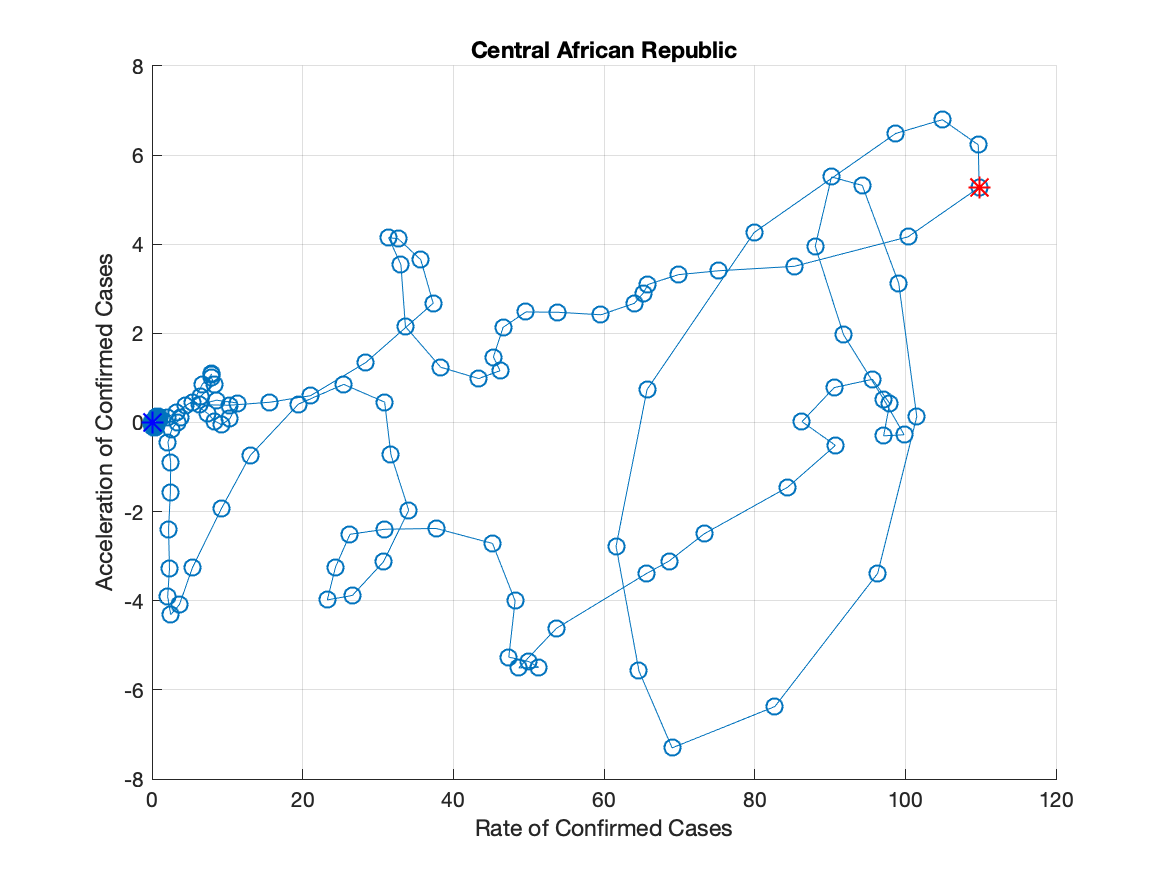 Central African Republic
Acceleration of Confirmed Cases
8
6
4
2
0
-2
-4
-6
-8
0 20 40 60 80 100 120
Rate of Confirmed Cases